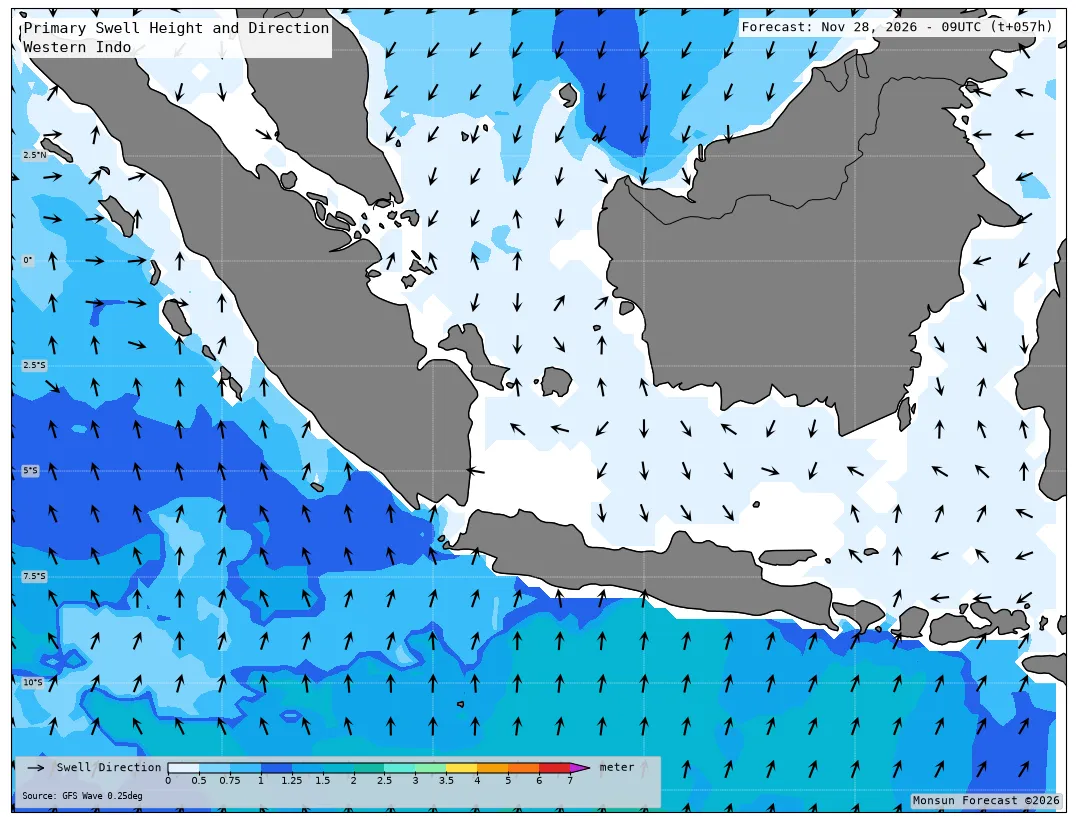 Primary Swell Height and Direction
Western Indo
Forecast: Nov 28, 2026 - 09UTC (t+057h)
2.5°N
0°
2.5°S
5°S
7.5°S
10°S
Swell Direction
0 0.5 0.75 1 1.25 1.5 2 2.5 3 3.5 4 5 6 7
meter
Source: GFS Wave 0.25deg
Monsun Forecast ©2026